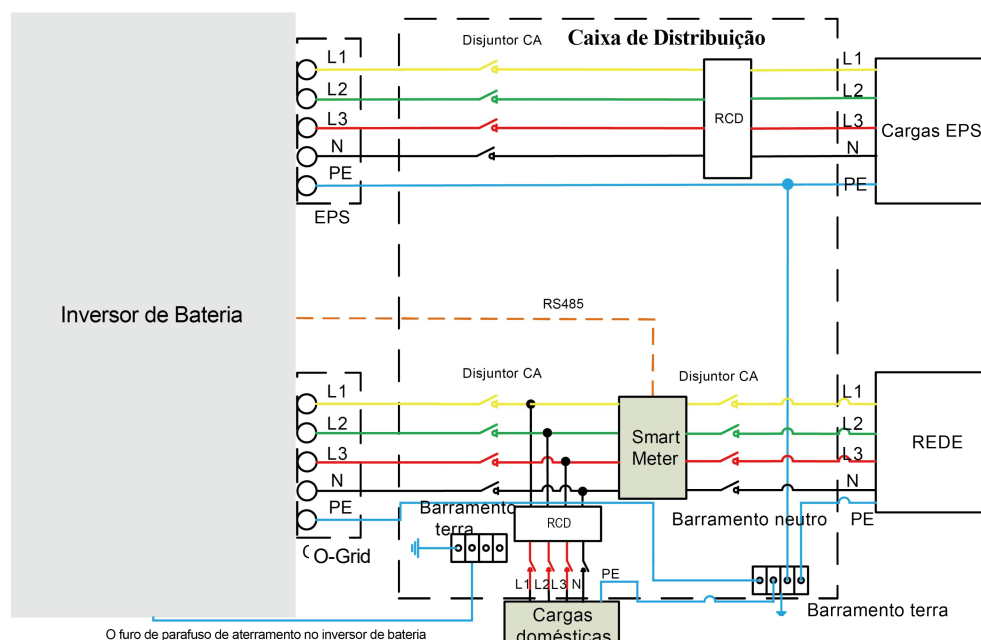 Caixa de Distribuição
Disjuntor CA
L1
L2
L3
N
PE
EPS
RCD
L1
L2
L3
N
PE
Cargas EPS
Inversor de Bateria
RS485
Disjuntor CA
Disjuntor CA
L1
L2
L3
N
PE
O-Grid
Smart
Meter
L1
L2
L3
N
PE
REDE
Barramento
terra
RCD
Barramento neutro
L1
L2
L3
N
PE
Barramento terra
Cargas
domésticas
O furo de parafuso de aterramento no inversor de bateria